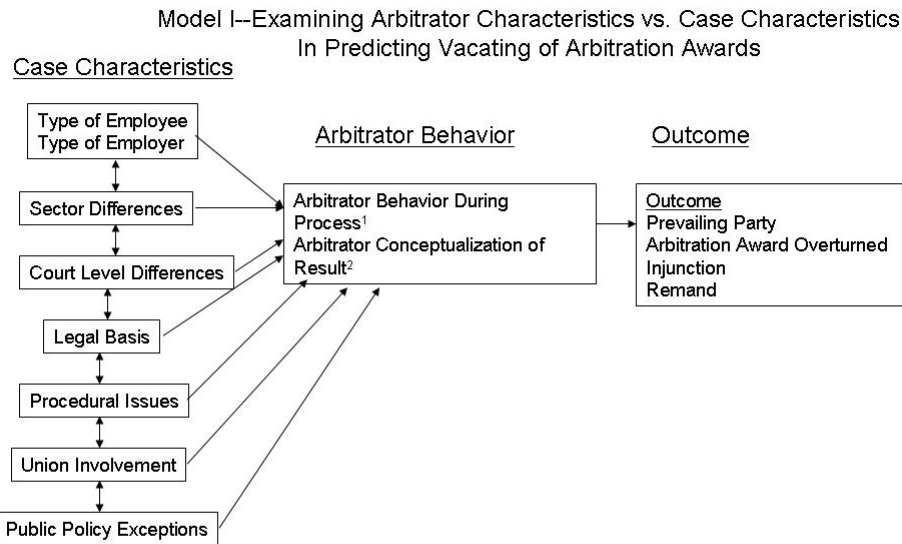 Model I--Examining Arbitrator Characteristics vs. Case Characteristics
In Predicting Vacating of Arbitration Awards
Case Characteristics
Type of Employee
Type of Employer
Sector Differences
Court Level Differences
Legal Basis
Procedural Issues
Union Involvement
Public Policy Exceptions
Arbitrator Behavior
Arbitrator Behavior During
Process¹
Arbitrator Conceptualization of
Result²
Outcome
Outcome
Prevailing Party
Arbitration Award Overturned
Injunction
Remand